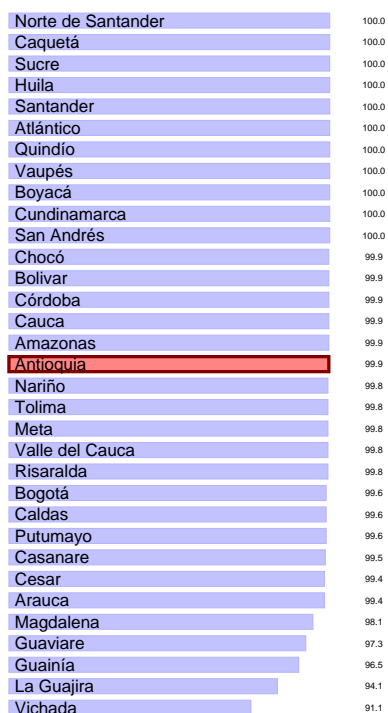 Norte de Santander 100.0
Caquetá 100.0
Sucre 100.0
Huila 100.0
Santander 100.0
Atlántico 100.0
Quindío 100.0
Vaupés 100.0
Boyacá 100.0
Cundinamarca 100.0
San Andrés 100.0
Chocó 99.9
Bolivar 99.9
Córdoba 99.9
Cauca 99.9
Amazonas 99.9
Antioquia 99.9
Nariño 99.8
Tolima 99.8
Meta 99.8
Valle del Cauca 99.8
Risaralda 99.8
Bogotá 99.6
Caldas 99.6
Putumayo 99.6
Casanare 99.5
Cesar 99.4
Arauca 99.4
Magdalena 98.1
Guaviare 97.3
Guainía 96.5
La Guajira 94.1
Vichada 91.1